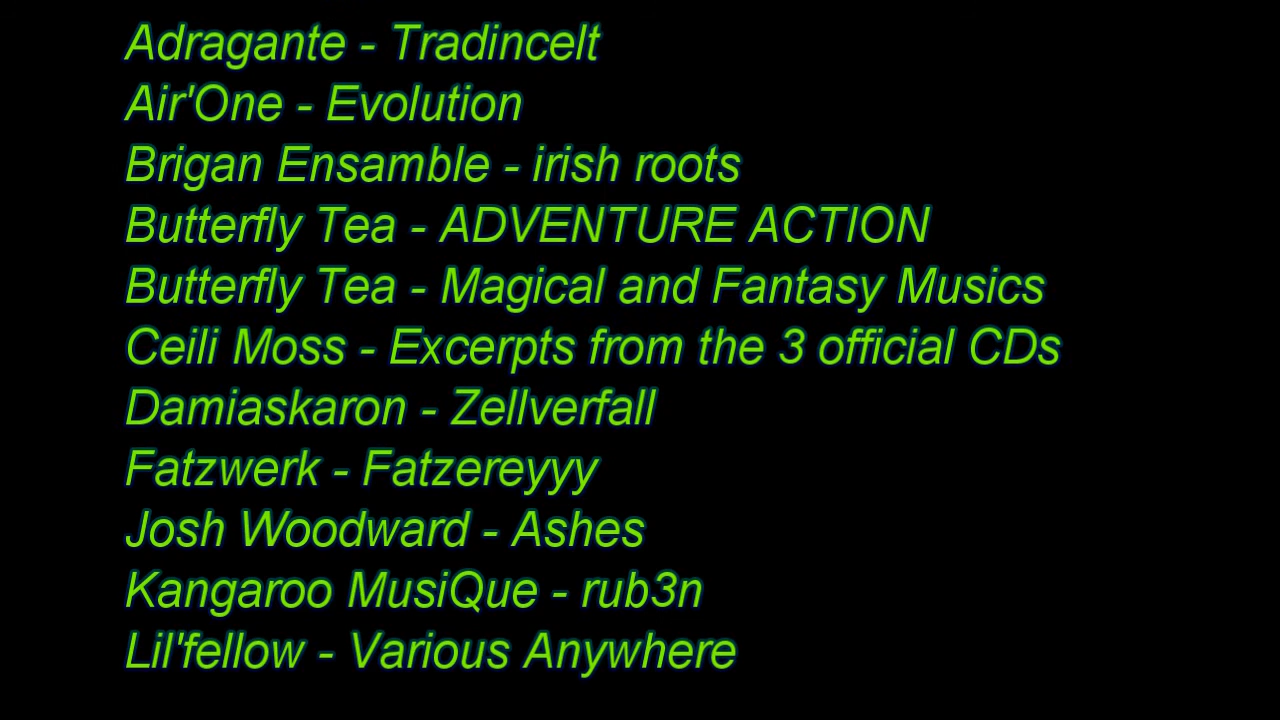 Adragante - Tradincelt
Air'One - Evolution
Brigan Ensamble - irish roots
Butterfly Tea - ADVENTURE ACTION
Butterfly Tea - Magical and Fantasy Musics
Ceili Moss - Excerpts from the 3 official CDs
Damiaskaron - Zellverfall
Fatzwerk - Fatzereyyy
Josh Woodward - Ashes
Kangaroo MusiQue - rub3n
Lil'fellow - Various Anywhere